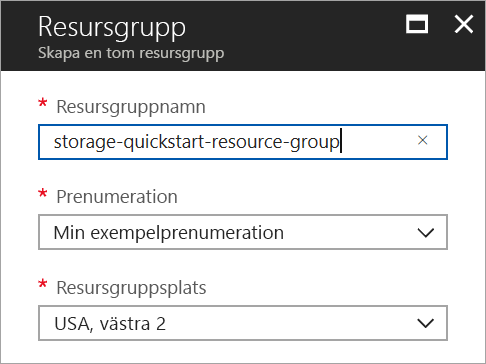 Resursgrupp
Skapa en tom resursgrupp
* Resursgruppnamn
storage-quickstart-resource-group
* Prenumeration
Min exempelprenumeration
* Resursgruppsplats
USA, västra 2